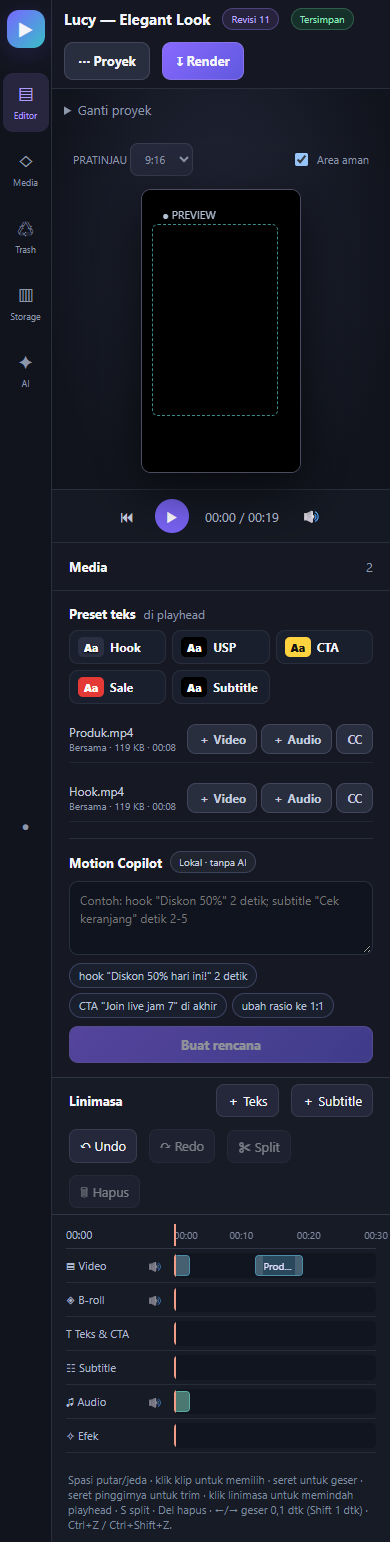 Lucy — Elegant Look
Revisi 11
Tersimpan
··· Proyek
↧ Render
Editor
▶ Ganti proyek
Media
PRATINJAU
9:16
Area aman
● PREVIEW
Trash
Storage
AI
00:00 / 00:19
Media
2
Preset teks di playhead
Aa Hook
Aa USP
Aa CTA
Aa Sale
Aa Subtitle
Produk.mp4
Bersama · 119 KB · 00:08
+ Video
+ Audio
CC
Hook.mp4
Bersama · 119 KB · 00:08
+ Video
+ Audio
CC
Motion Copilot
Lokal · tanpa AI
Contoh: hook "Diskon 50%" 2 detik; subtitle "Cek
keranjang" detik 2-5
hook "Diskon 50% hari ini!" 2 detik
CTA "Join live jam 7" di akhir
ubah rasio ke 1:1
Buat rencana
Linimasa
+ Teks
+ Subtitle
↶ Undo
↷ Redo
✂ Split
🗑 Hapus
00:00
00:00
00:10
00:20
00:30
Video
Prod...
B-roll
T Teks & CTA
Subtitle
♫ Audio
✧ Efek
Spasi putar/jeda · klik klip untuk memilih · seret untuk geser ·
seret pinggirnya untuk trim · klik linimasa untuk memindah
playhead · S split · Del hapus · ←/→ geser 0,1 dtk (Shift 1 dtk) ·
Ctrl+Z / Ctrl+Shift+Z.